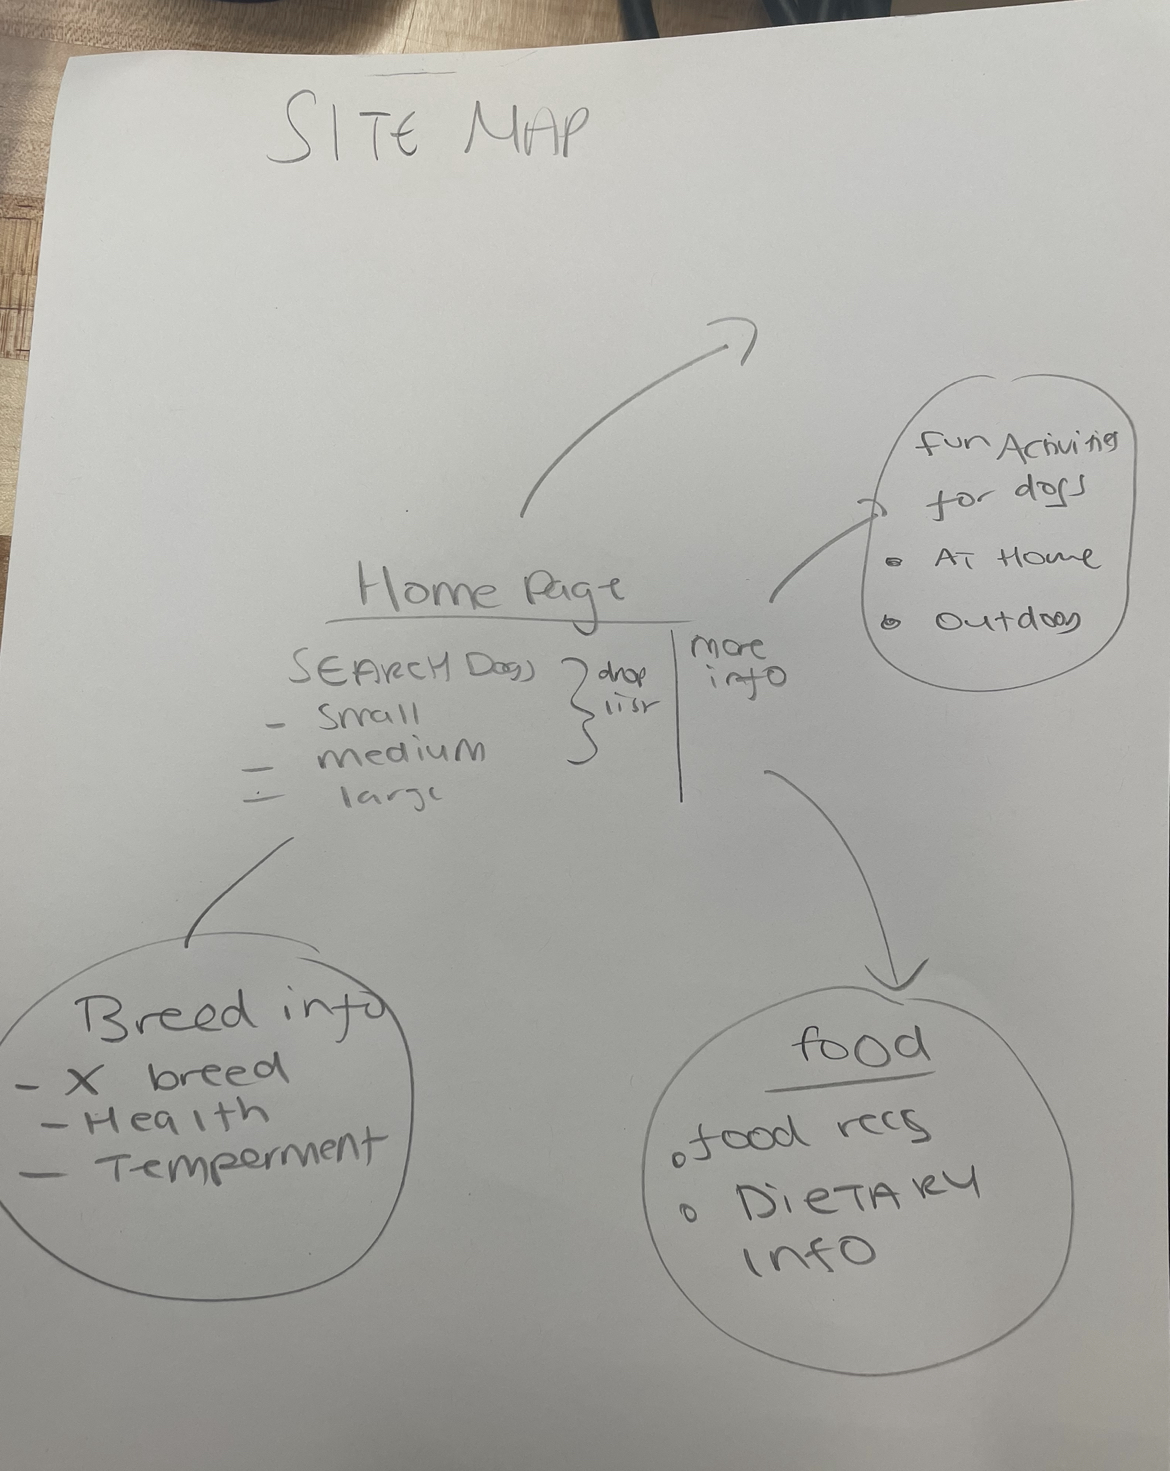 SITE MAP
fun Activities
for dogs
• AT Home
• Outdoors
Home Page
SEARCH Dogs } drop list
- small
- medium
- large
more
info
Breed info
- X breed
- Health
- Temperment
food
• food recs
• DieTARY
info